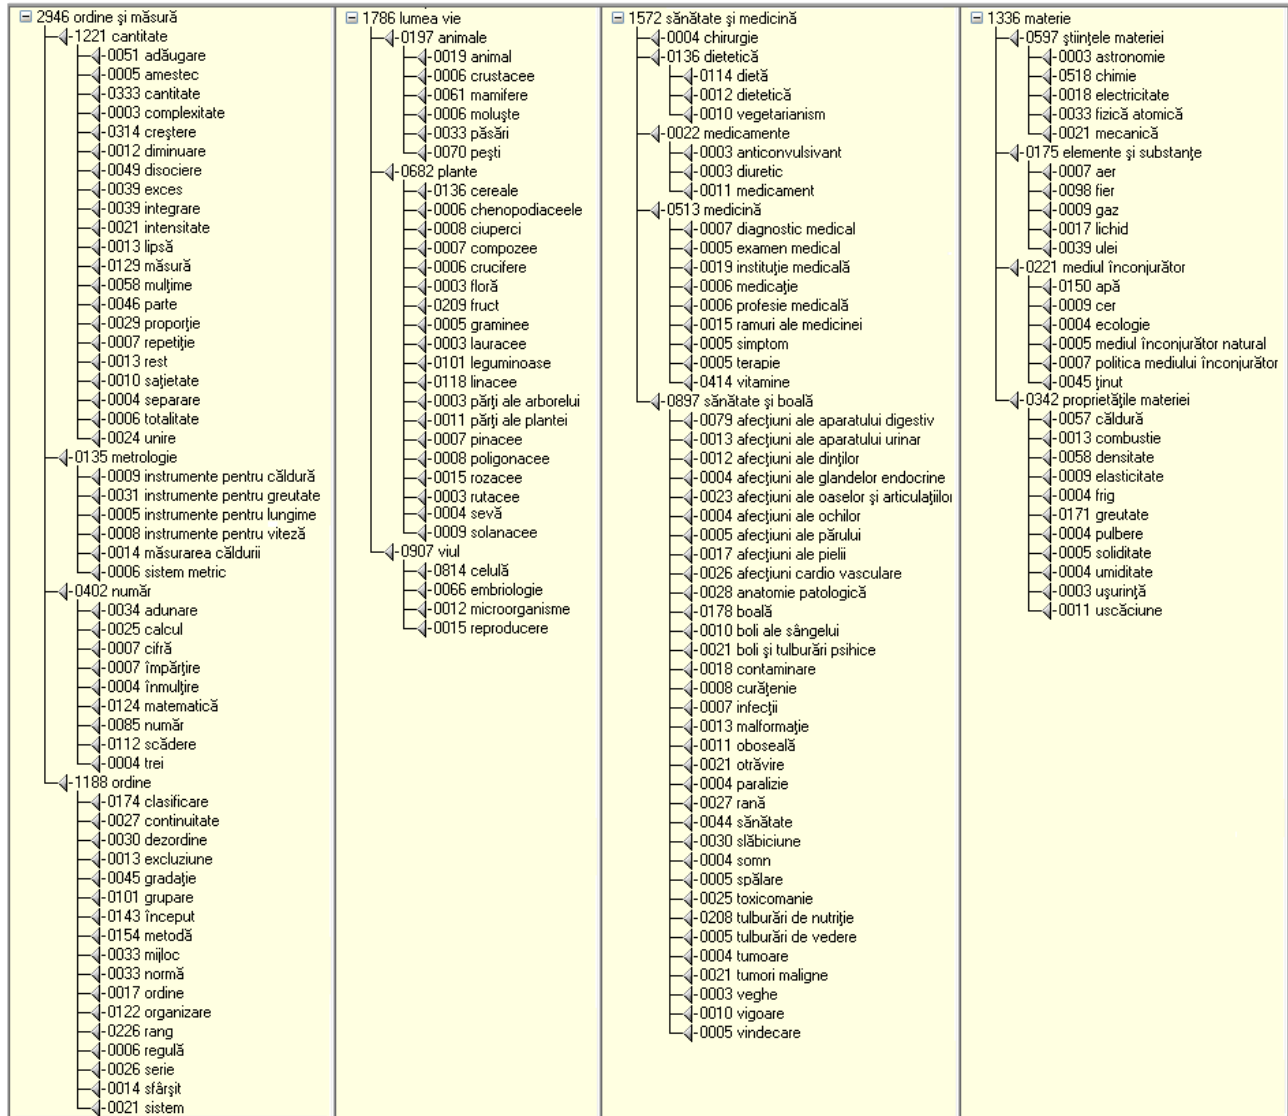 2946 ordine şi măsură
1221 cantitate
0051 adăugare
0005 amestec
0333 cantitate
0003 complexitate
0314 creştere
0012 diminuare
0049 disociere
0039 exces
0039 integrare
0021 intensitate
0013 lipsă
0129 măsură
0058 mulţime
0046 parte
0029 proporţie
0007 repetiţie
0013 rest
0010 saţietate
0004 separare
0006 totalitate
0024 unire
0135 metrologie
0009 instrumente pentru căldură
0031 instrumente pentru greutate
0005 instrumente pentru lungime
0008 instrumente pentru viteză
0014 măsurarea căldurii
0006 sistem metric
0402 număr
0034 adunare
0025 calcul
0007 cifră
0007 împărţire
0004 înmulţire
0124 matematică
0085 număr
0112 scădere
0004 trei
1188 ordine
0174 clasificare
0027 continuitate
0030 dezordine
0013 excluziune
0045 gradaţie
0101 grupare
0143 început
0154 metodă
0033 mijloc
0033 normă
0017 ordine
0122 organizare
0226 rang
0006 regulă
0026 serie
0014 sfârşit
0021 sistem
1786 lumea vie
0197 animale
0019 animal
0006 crustacee
0061 mamifere
0006 moluşte
0033 păsări
0070 peşti
0682 plante
0136 cereale
0006 chenopodiaceele
0008 ciuperci
0007 compozee
0006 crucifere
0003 floră
0209 fruct
0005 graminee
0003 lauracee
0101 leguminoase
0118 linacee
0003 părţi ale arborelui
0011 părţi ale plantei
0007 pinacee
0008 poligonacee
0015 rozacee
0003 rutacee
0004 sevă
0009 solanacee
0907 viul
0814 celulă
0066 embriologie
0012 microorganisme
0015 reproducere
1572 sănătate şi medicină
0004 chirurgie
0136 dietetică
0114 dietă
0012 dietetică
0010 vegetarianism
0022 medicamente
0003 anticonvulsivant
0003 diuretic
0011 medicament
0513 medicină
0007 diagnostic medical
0005 examen medical
0019 instituţie medicală
0006 medicaţie
0006 profesie medicală
0015 ramuri ale medicinei
0005 simptom
0005 terapie
0414 vitamine
0897 sănătate şi boală
0079 afecţiuni ale aparatului digestiv
0013 afecţiuni ale aparatului urinar
0012 afecţiuni ale dinţilor
0004 afecţiuni ale glandelor endocrine
0023 afecţiuni ale oaselor şi articulaţiilor
0004 afecţiuni ale ochilor
0005 afecţiuni ale părului
0017 afecţiuni ale pielii
0026 afecţiuni cardio vasculare
0028 anatomie patologică
0178 boală
0010 boli ale sângelui
0021 boli şi tulburări psihice
0018 contaminare
0008 curăţenie
0007 infecţii
0013 malformaţie
0011 oboseală
0021 otrăvire
0004 paralizie
0027 rană
0044 sănătate
0030 slăbiciune
0004 somn
0005 spălare
0025 toxicomanie
0208 tulburări de nutriţie
0005 tulburări de vedere
0004 tumoare
0021 tumori maligne
0003 veghe
0010 vigoare
0005 vindecare
1336 materie
0597 ştiinţele materiei
0003 astronomie
0518 chimie
0018 electricitate
0033 fizică atomică
0021 mecanică
0175 elemente şi substanţe
0007 aer
0098 fier
0009 gaz
0017 lichid
0039 ulei
0221 mediul înconjurător
0150 apă
0009 cer
0004 ecologie
0005 mediul înconjurător natural
0007 politica mediului înconjurător
0045 ţinut
0342 proprietăţile materiei
0057 căldură
0013 combustie
0058 densitate
0009 elasticitate
0004 frig
0171 greutate
0004 pulbere
0005 soliditate
0004 umiditate
0003 uşurinţă
0011 uscăciune